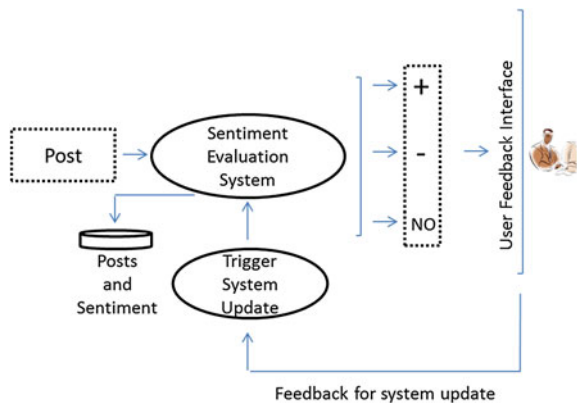 Post
Sentiment
Evaluation
System
+
-
NO
User Feedback Interface
Posts
and
Sentiment
Trigger
System
Update
Feedback for system update